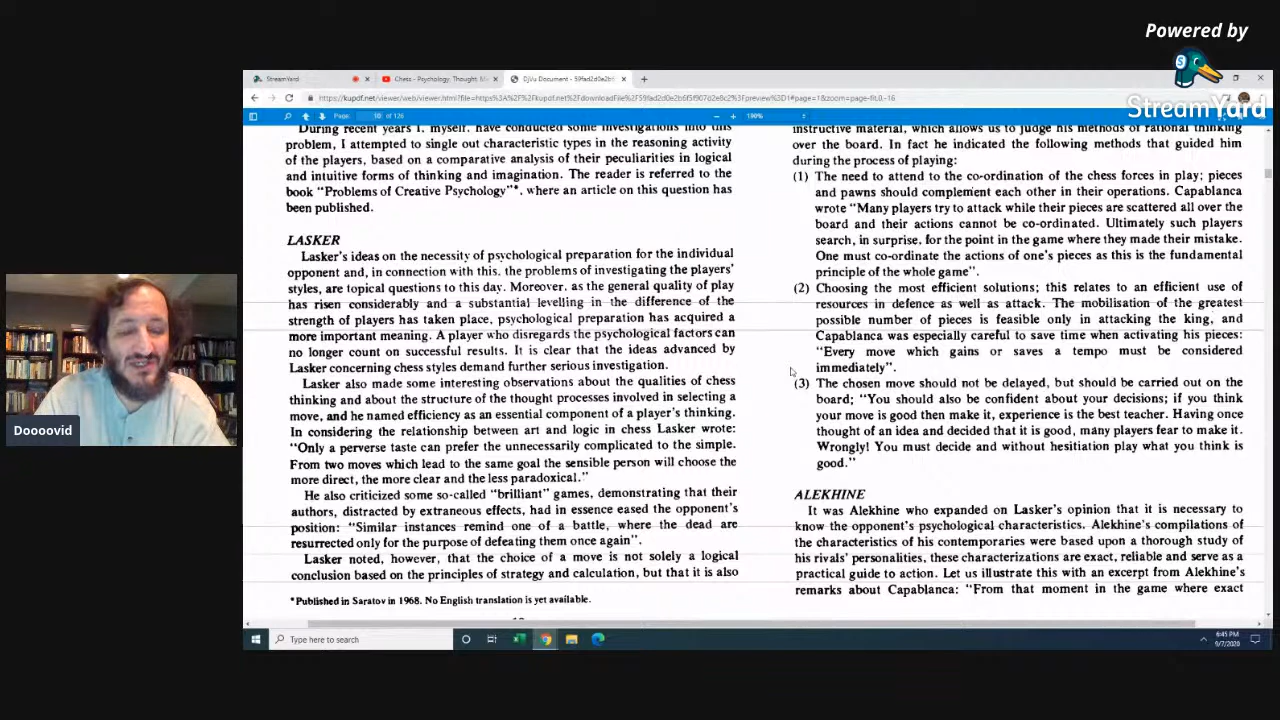 Powered by
StreamYard
StreamYard
Chess - Psychology, Thought,
DjVu Document - 59fad2d0e2b6
Page: 10 of 126
190%
During recent years I, myself, have conducted some investigations into this
problem, I attempted to single out characteristic types in the reasoning activity
of the players, based on a comparative analysis of their peculiarities in logical
and intuitive forms of thinking and imagination. The reader is referred to the
book "Problems of Creative Psychology"*, where an article on this question has
been published.
LASKER
Lasker's ideas on the necessity of psychological preparation for the individual
opponent and, in connection with this, the problems of investigating the players'
styles, are topical questions to this day. Moreover, as the general quality of play
has risen considerably and a substantial levelling in the difference of the
strength of players has taken place, psychological preparation has acquired a
more important meaning. A player who disregards the psychological factors can
no longer count on successful results. It is clear that the ideas advanced by
Lasker concerning chess styles demand further serious investigation.
Lasker also made some interesting observations about the qualities of chess
thinking and about the structure of the thought processes involved in selecting a
move, and he named efficiency as an essential component of a player's thinking.
In considering the relationship between art and logic in chess Lasker wrote:
"Only a perverse taste can prefer the unnecessarily complicated to the simple.
From two moves which lead to the same goal the sensible person will choose the
more direct, the more clear and the less paradoxical."
He also criticized some so-called "brilliant" games, demonstrating that their
authors, distracted by extraneous effects, had in essence eased the opponent's
position: "Similar instances remind one of a battle, where the dead are
resurrected only for the purpose of defeating them once again".
Lasker noted, however, that the choice of a move is not solely a logical
conclusion based on the principles of strategy and calculation, but that it is also
*Published in Saratov in 1968. No English translation is yet available.
instructive material, which allows us to judge his methods of rational thinking
over the board. In fact he indicated the following methods that guided him
during the process of playing:
(1) The need to attend to the co-ordination of the chess forces in play; pieces
and pawns should complement each other in their operations. Capablanca
wrote "Many players try to attack while their pieces are scattered all over the
board and their actions cannot be co-ordinated. Ultimately such players
search, in surprise, for the point in the game where they made their mistake.
One must co-ordinate the actions of one's pieces as this is the fundamental
principle of the whole game".
(2) Choosing the most efficient solutions; this relates to an efficient use of
resources in defence as well as attack. The mobilisation of the greatest
possible number of pieces is feasible only in attacking the king, and
Capablanca was especially careful to save time when activating his pieces:
"Every move which gains or saves a tempo must be considered
immediately".
(3) The chosen move should not be delayed, but should be carried out on the
board; "You should also be confident about your decisions; if you think
your move is good then make it, experience is the best teacher. Having once
thought of an idea and decided that it is good, many players fear to make it.
Wrongly! You must decide and without hesitiation play what you think is
good."
ALEKHINE
It was Alekhine who expanded on Lasker's opinion that it is necessary to
know the opponent's psychological characteristics. Alekhine's compilations of
the characteristics of his contemporaries were based upon a thorough study of
his rivals' personalities, these characterizations are exact, reliable and serve as a
practical guide to action. Let us illustrate this with an excerpt from Alekhine's
remarks about Capablanca: "From that moment in the game where exact
Doooovid
Type here to search
6:45 PM
9/7/2020